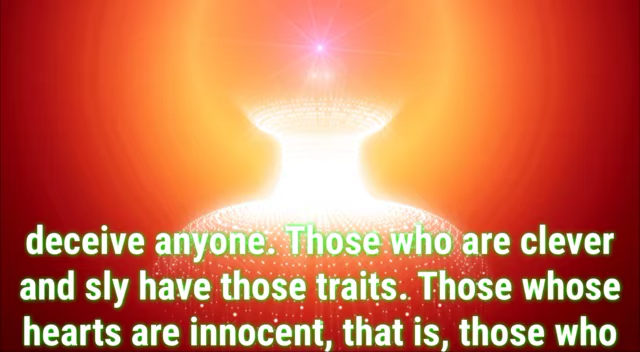 deceive anyone. Those who are clever
and sly have those traits. Those whose
hearts are innocent, that is, those who